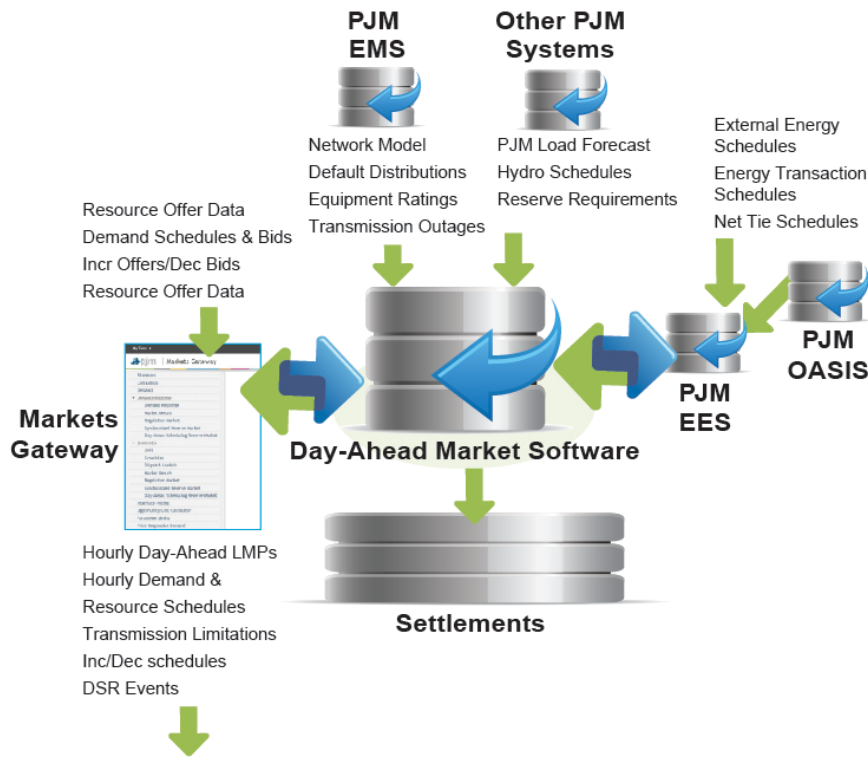 PJM
EMS
Other PJM
Systems
Network Model
Default Distributions
Equipment Ratings
Transmission Outages
PJM Load Forecast
Hydro Schedules
Reserve Requirements
External Energy
Schedules
Energy Transaction
Schedules
Net Tie Schedules
Resource Offer Data
Demand Schedules & Bids
Incr Offers/Dec Bids
Resource Offer Data
pjm Markets Gateway
Markets
Gateway
PJM
OASIS
PJM
EES
Day-Ahead Market Software
Hourly Day-Ahead LMPs
Hourly Demand &
Resource Schedules
Transmission Limitations
Inc/Dec schedules
DSR Events
Settlements